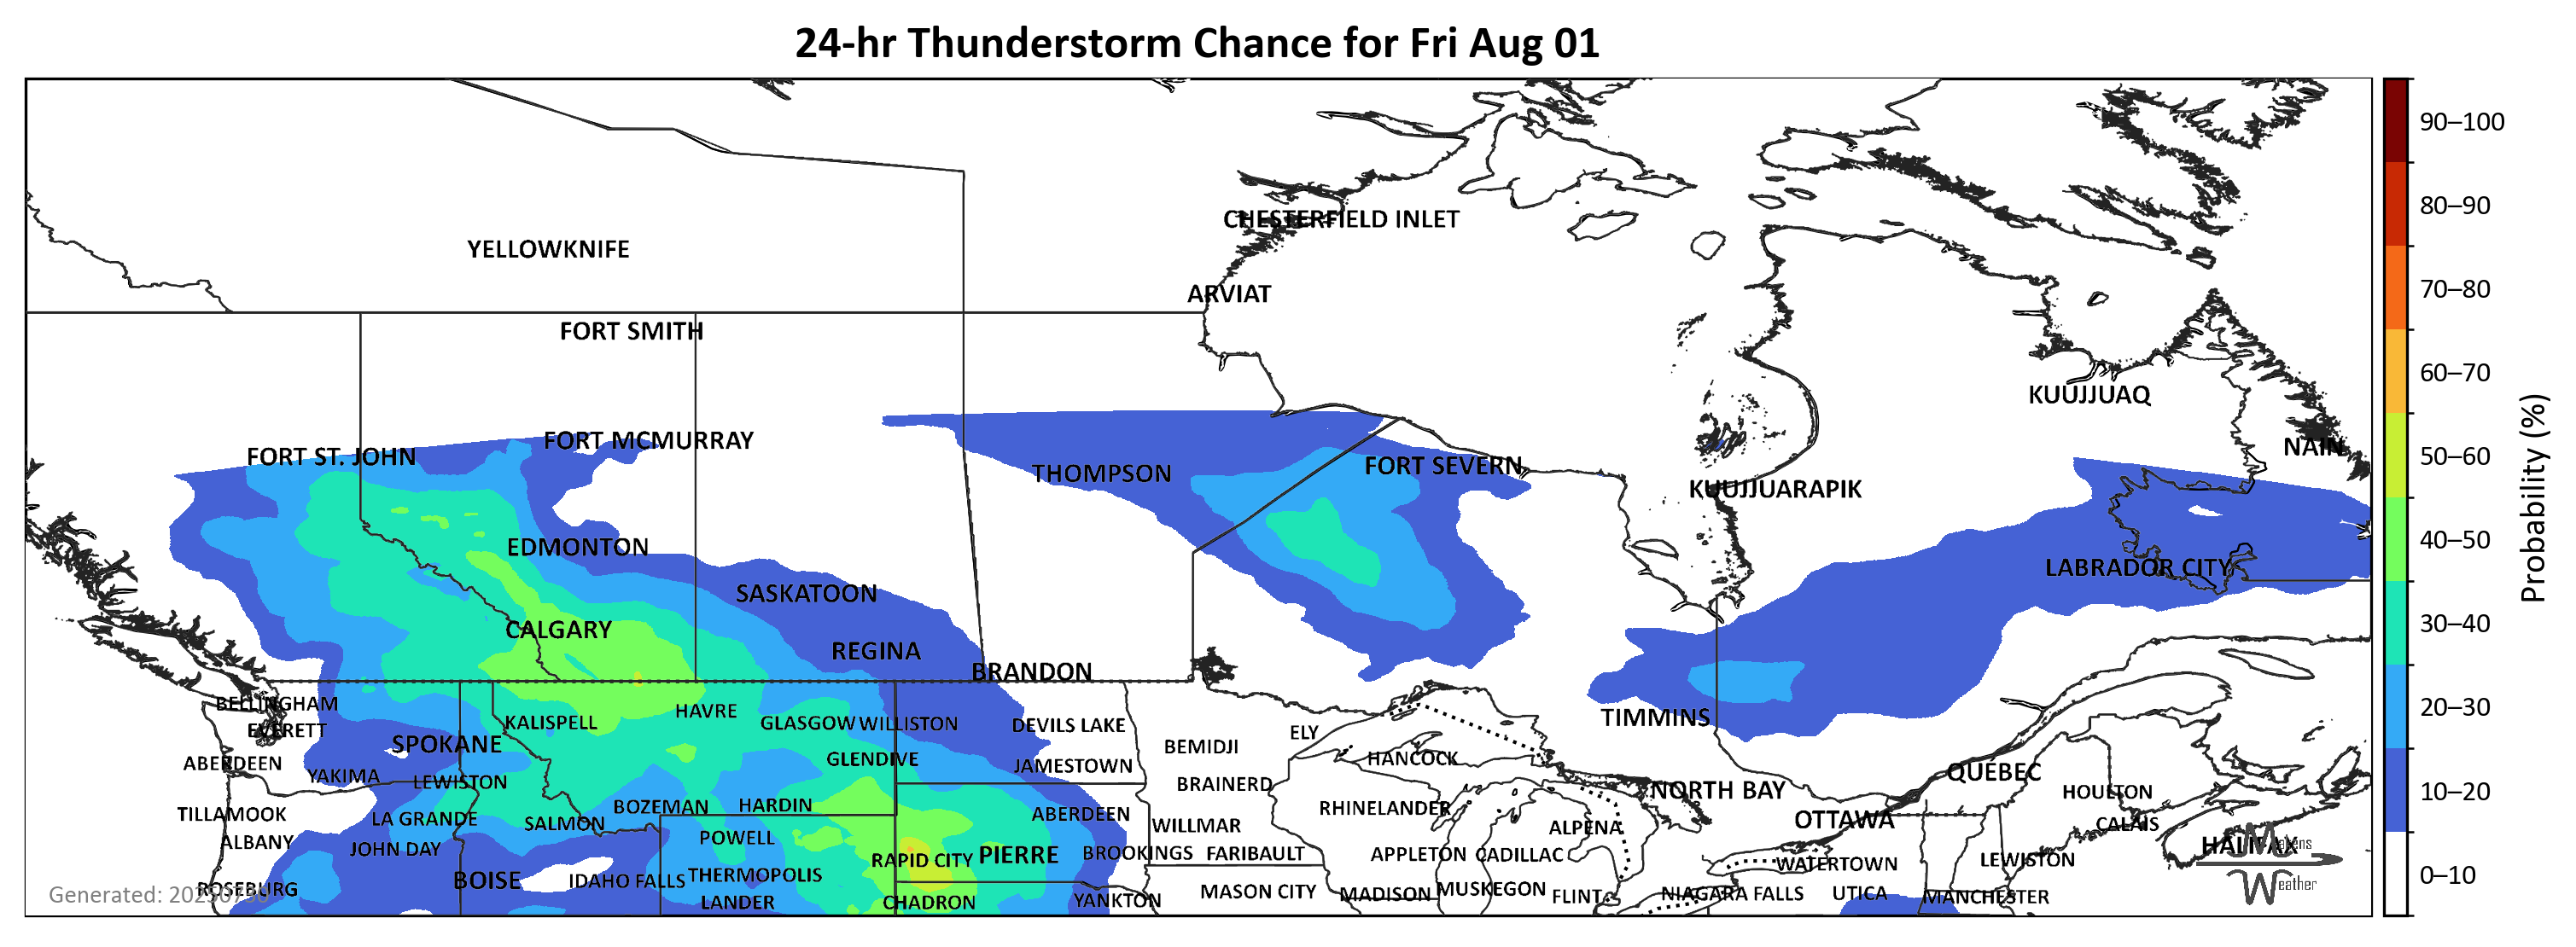 24-hr Thunderstorm Chance for Fri Aug 01
90–100
80–90
CHESTERFIELD INLET
YELLOWKNIFE
70–80
ARVIAT
FORT SMITH
60–70
KUUJJUAQ
FORT MCMURRAY
NAIN
FORT ST. JOHN
50–60
FORT SEVERN
THOMPSON
KUUJJUARAPIK
Probability (%)
40–50
EDMONTON
LABRADOR CITY
SASKATOON
30–40
CALGARY
REGINA
BRANDON
BELLINGHAM
20–30
HAVRE
TIMMINS
KALISPELL
GLASGOW
WILLISTON
DEVILS LAKE
EVERETT
ELY
SPOKANE
BEMIDJI
HANCOCK
GLENDIVE
ABERDEEN
JAMESTOWN
QUÉBEC
YAKIMA
LEWISTON
BRAINERD
NORTH BAY
HOULTON
10–20
BOZEMAN
HARDIN
RHINELANDER
TILLAMOOK
ABERDEEN
LA GRANDE
OTTAWA
SALMON
WILLMAR
ALPENA
CALAIS
POWELL
ALBANY
HALIFAX
JOHN DAY
BROOKINGS
FARIBAULT
APPLETON
CADILLAC
PIERRE
RAPID CITY
LEWISTON
WATERTOWN
THERMOPOLIS
0–10
BOISE
IDAHO FALLS
ROSEBURG
MASON CITY
MADISON
MUSKEGON
NIAGARA FALLS
UTICA
MANCHESTER
FLINT
LANDER
CHADRON
YANKTON
Generated: 20250730
Weather